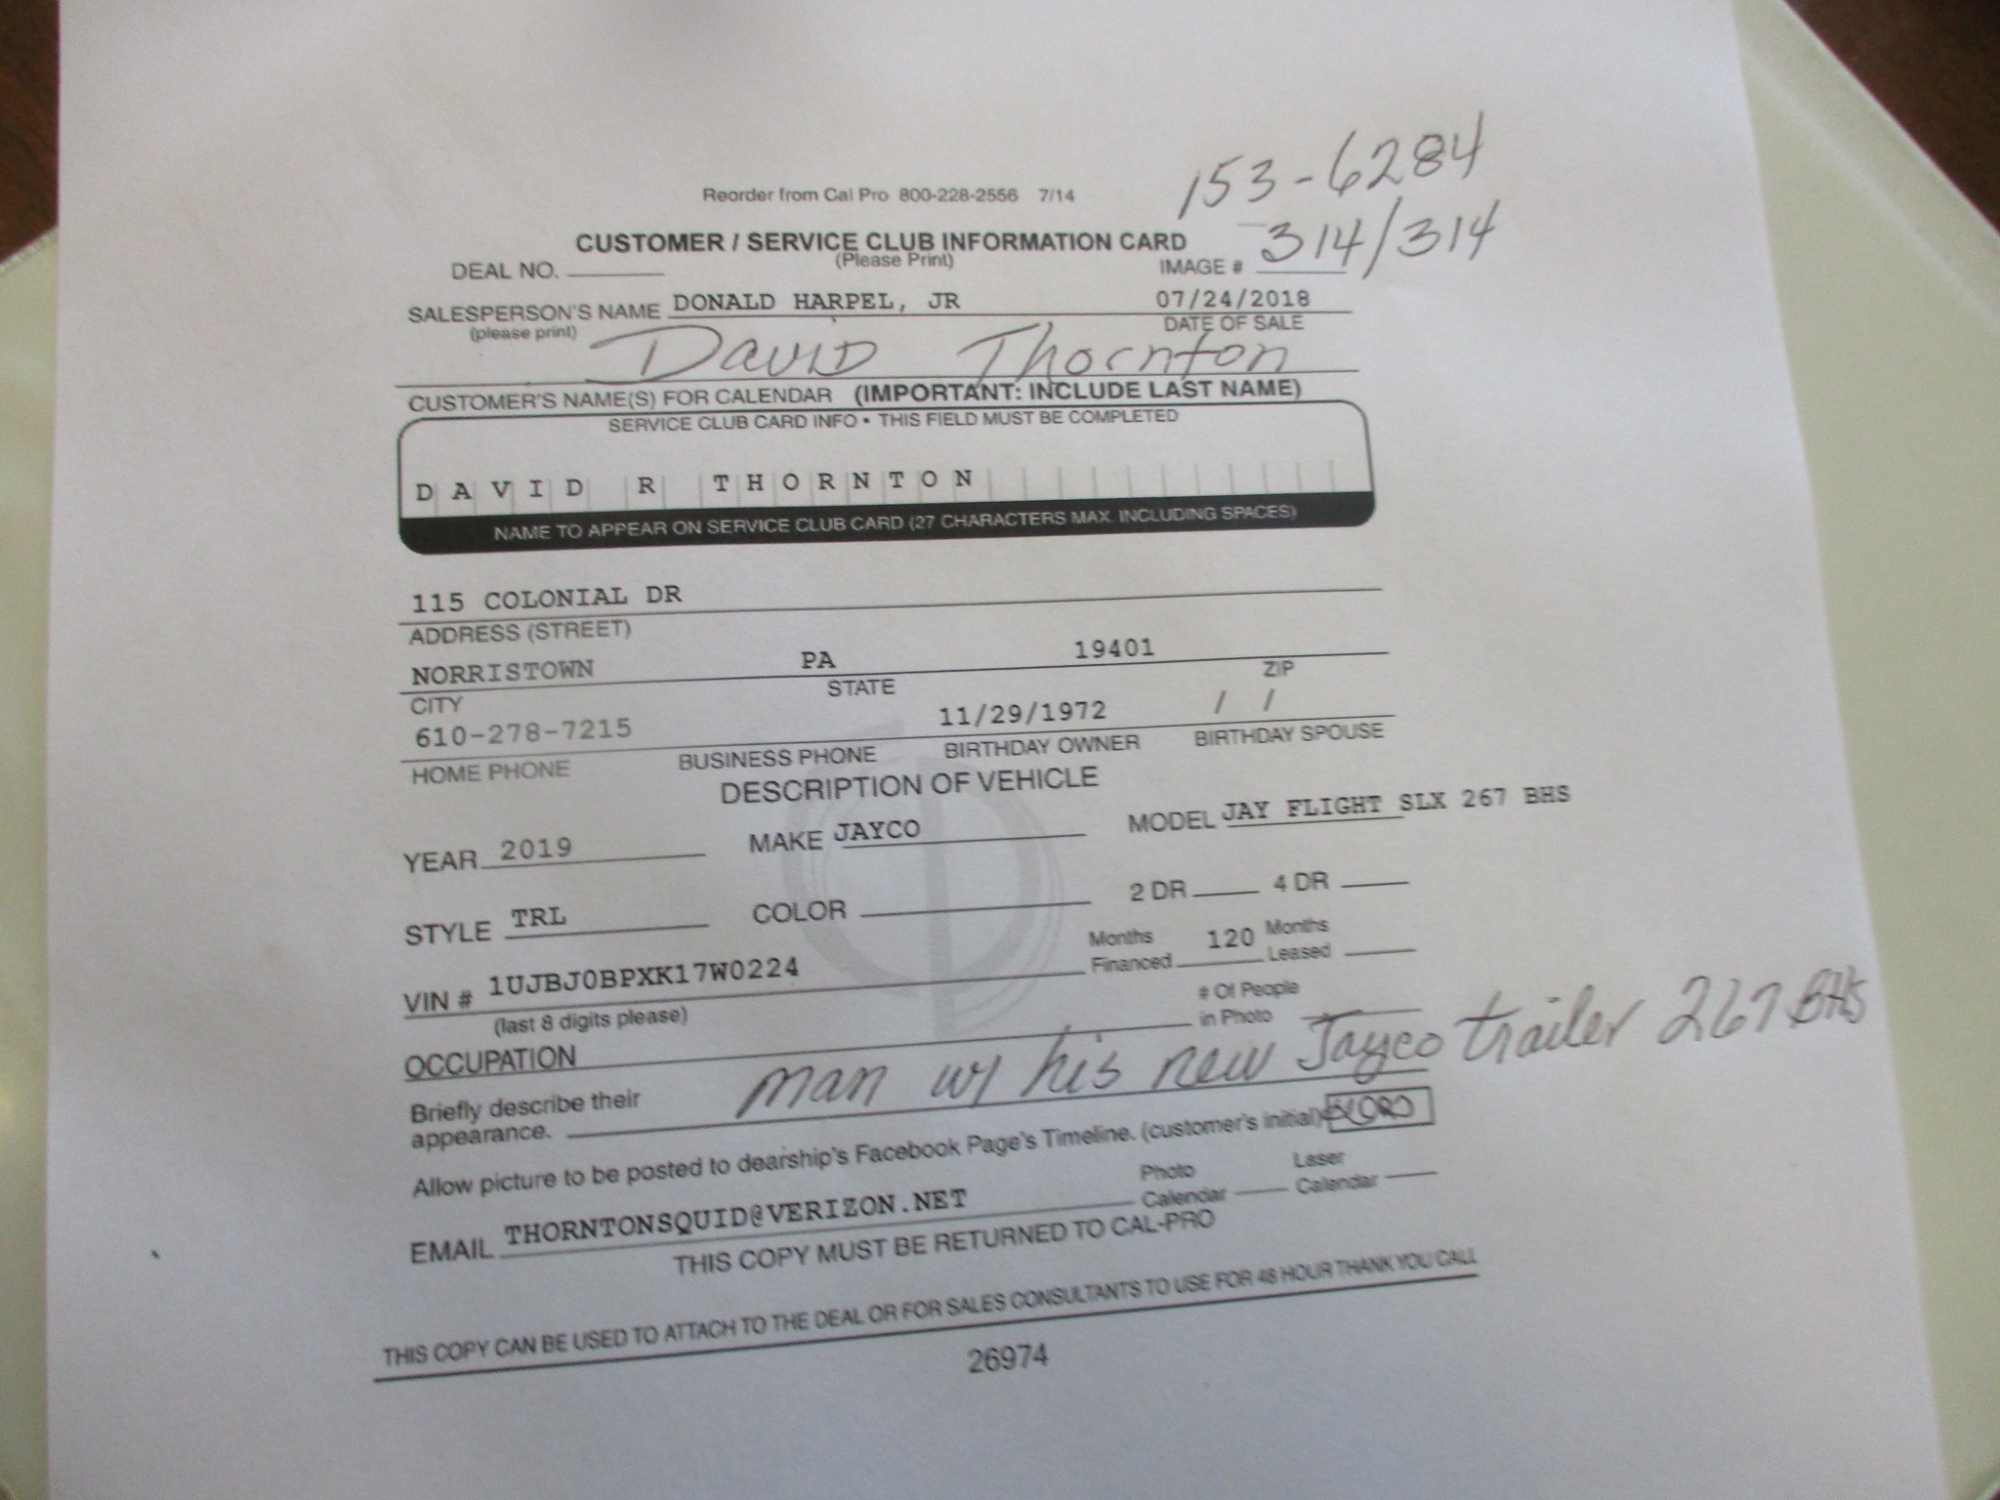 153-6284
Reorder from Cal Pro 800-228-2556 7/14
314/314
CUSTOMER / SERVICE CLUB INFORMATION CARD
(Please Print)
DEAL NO.
IMAGE #
SALESPERSON'S NAME DONALD HARPEL, JR 07/24/2018
(please print) DATE OF SALE
DAVID Thornton
CUSTOMER'S NAME(S) FOR CALENDAR (IMPORTANT: INCLUDE LAST NAME)
SERVICE CLUB CARD INFO • THIS FIELD MUST BE COMPLETED
DAVID R THORNTON
NAME TO APPEAR ON SERVICE CLUB CARD (27 CHARACTERS MAX. INCLUDING SPACES)
115 COLONIAL DR
ADDRESS (STREET)
NORRISTOWN PA 19401
CITY STATE ZIP
610-278-7215 11/29/1972 / /
HOME PHONE BUSINESS PHONE BIRTHDAY OWNER BIRTHDAY SPOUSE
DESCRIPTION OF VEHICLE
YEAR 2019 MAKE JAYCO MODEL JAY FLIGHT SLX 267 BHS
STYLE TRL COLOR 2 DR 4 DR
VIN # 1UJBJ0BPXK17W0224 Months Financed 120 Months Leased
(last 8 digits please) # Of People in Photo
OCCUPATION
Briefly describe their appearance. man w/ his new Jayco trailer 267 BHS
Allow picture to be posted to dearship's Facebook Page's Timeline. (customer's initial)
EMAIL THORNTONSQUID@VERIZON.NET Photo Calendar Laser Calendar
THIS COPY MUST BE RETURNED TO CAL-PRO
THIS COPY CAN BE USED TO ATTACH TO THE DEAL OR FOR SALES CONSULTANTS TO USE FOR 48 HOUR THANK YOU CALL
26974